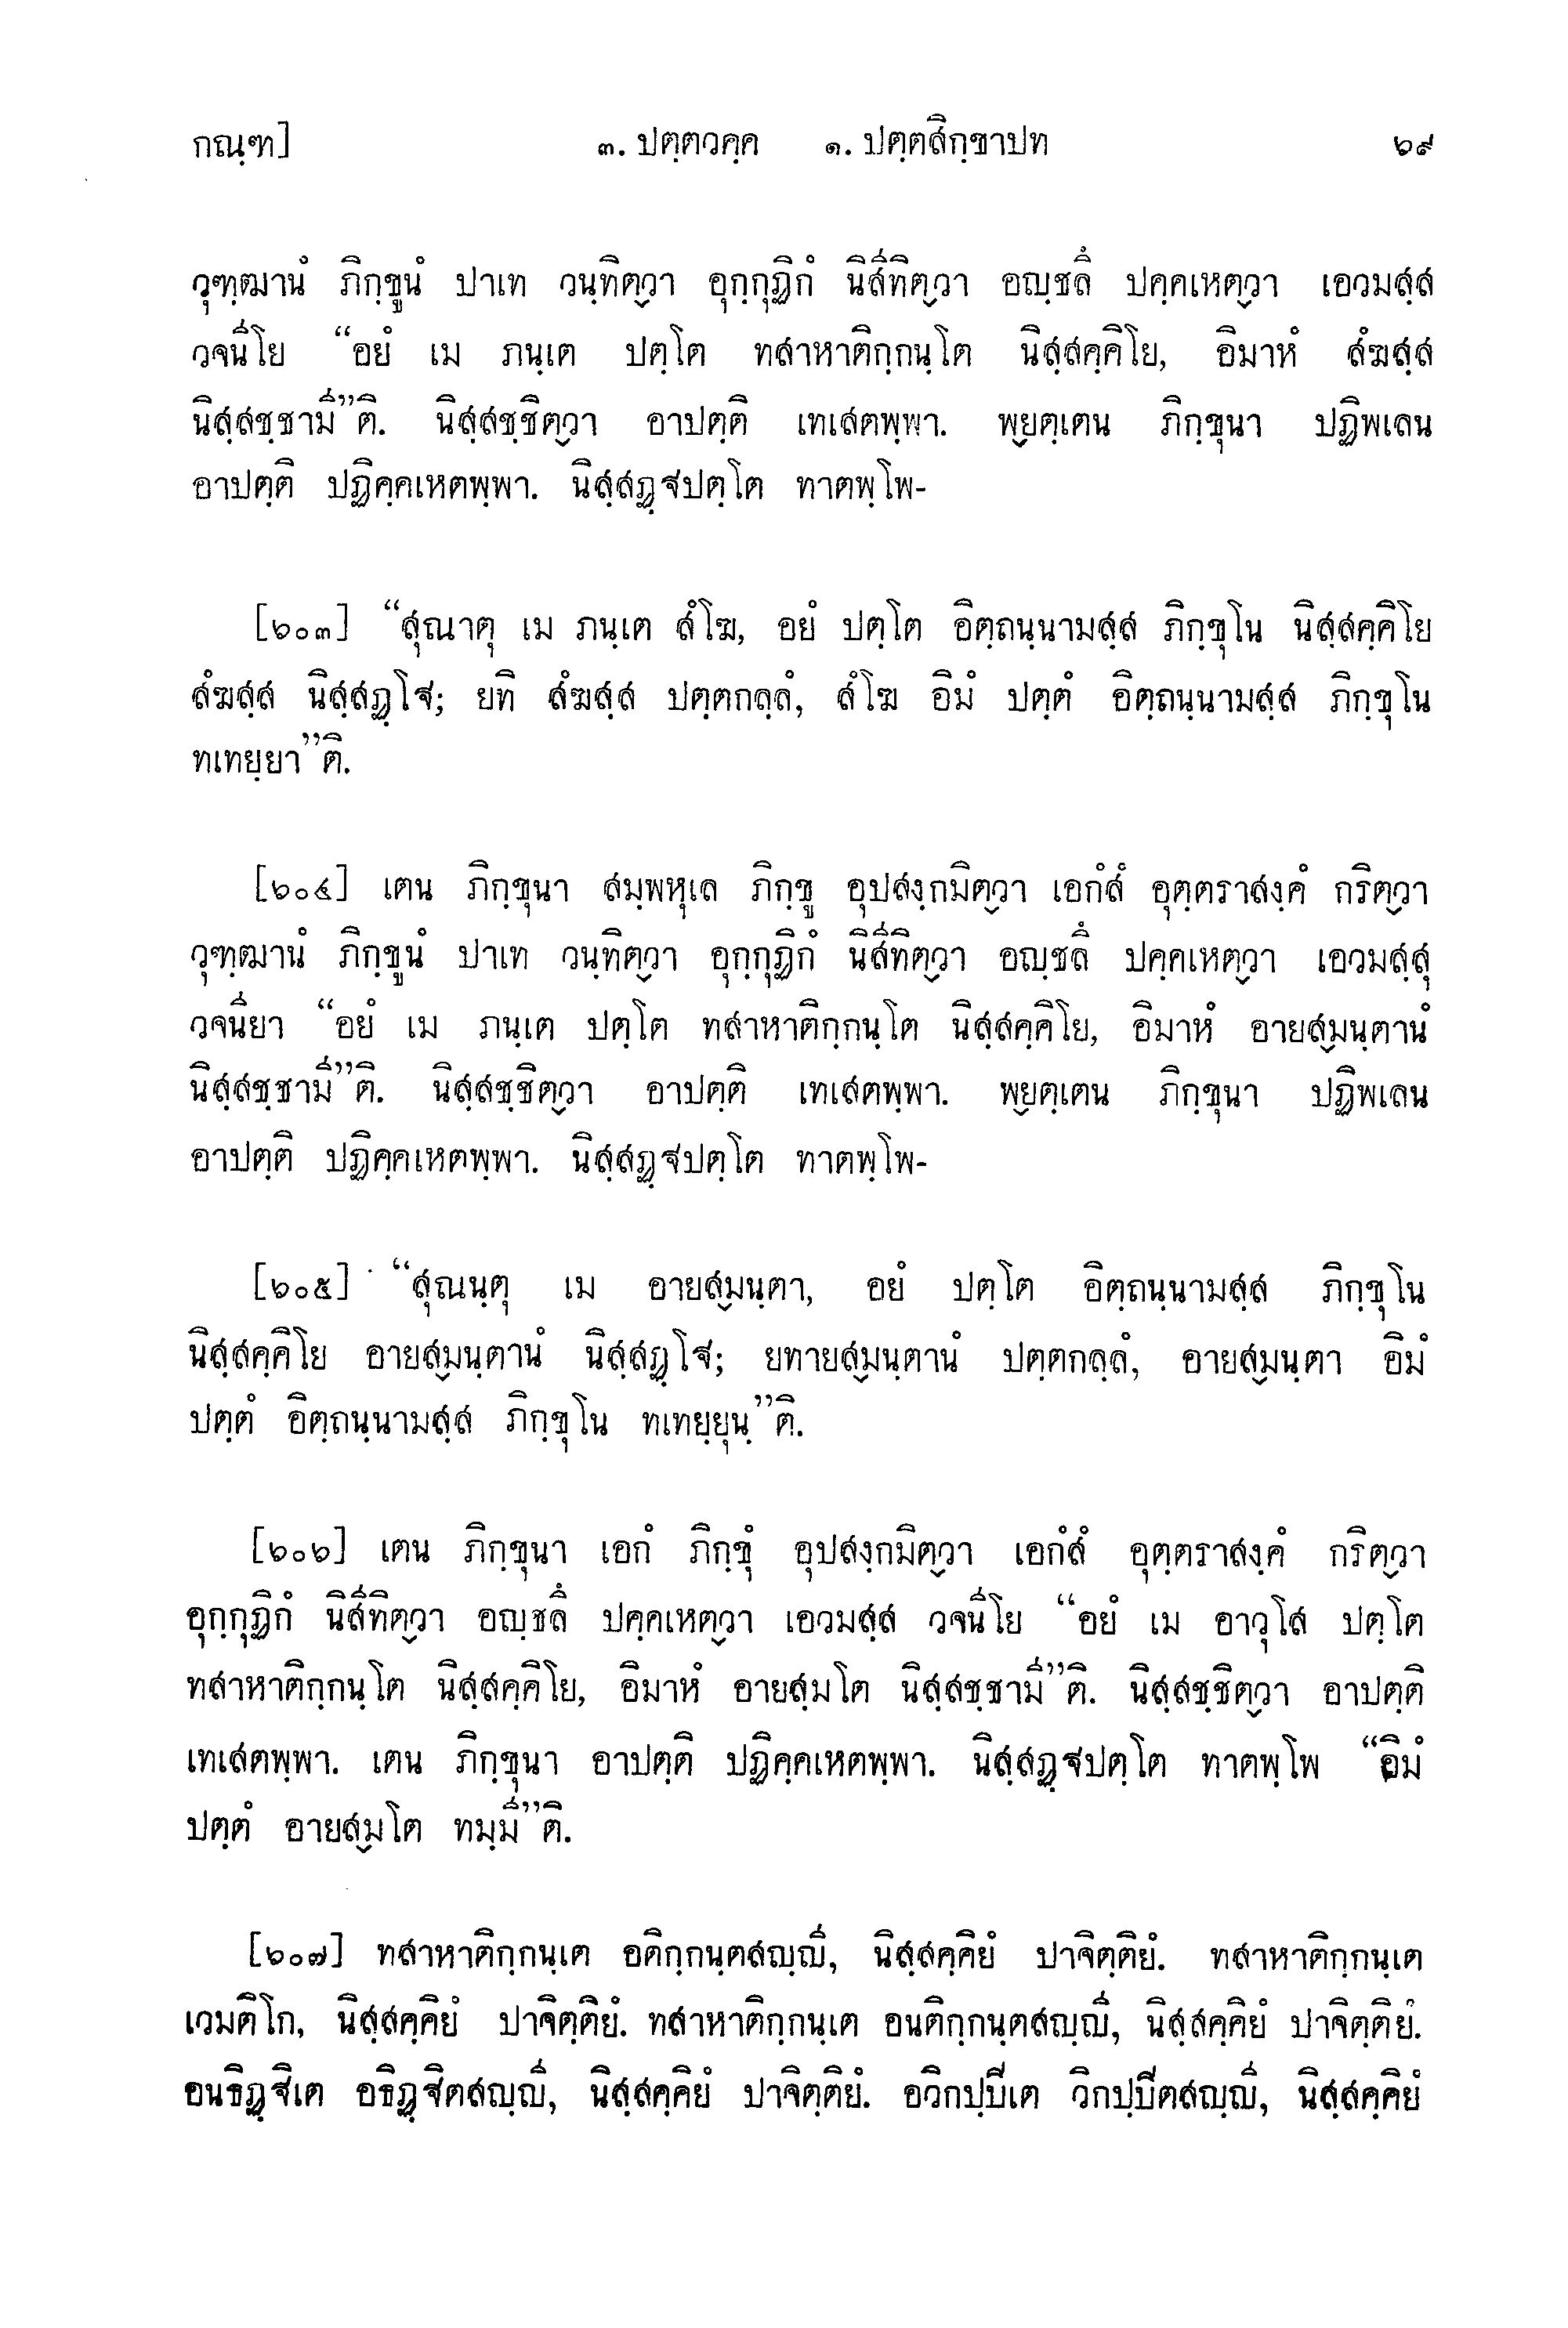 กณฺฑ] ๓. ปตฺตวคฺค ๑. ปตฺตสิกฺขาปท ๖๙
วุฑฺฒานํ ภิกฺขูนํ ปาเท วนฺทิตฺวา อุกฺกุฏิกํ นิสีทิตฺวา อญฺชลึ ปคฺคเหตฺวา เอวมสฺส
วจนีโย “อยํ เม ภนฺเต ปตฺโต ทสาหาติกฺกนฺโต นิสฺสคฺคิโย, อิมาหํ สํฆสฺส
นิสฺสชฺชามี”ติ. นิสฺสชฺชิตฺวา อาปตฺติ เทเสตพฺพา. พฺยตฺเตน ภิกฺขุนา ปฏิพเลน
อาปตฺติ ปฏิคฺคเหตพฺพา. นิสฺสฏฺฐปตฺโต ทาตพฺโพ-
[๖๐๓] “สุณาตุ เม ภนฺเต สํโฆ, อยํ ปตฺโต อิตฺถนฺนามสฺส ภิกฺขุโน นิสฺสคฺคิโย
สํฆสฺส นิสฺสฏฺโฐ; ยทิ สํฆสฺส ปตฺตกลฺลํ, สํโฆ อิมํ ปตฺตํ อิตฺถนฺนามสฺส ภิกฺขุโน
ทเทยฺยา”ติ.
[๖๐๔] เตน ภิกฺขุนา สมฺพหุเล ภิกฺขู อุปสงฺกมิตฺวา เอกํสํ อุตฺตราสงฺคํ กริตฺวา
วุฑฺฒานํ ภิกฺขูนํ ปาเท วนฺทิตฺวา อุกฺกุฏิกํ นิสีทิตฺวา อญฺชลึ ปคฺคเหตฺวา เอวมสฺสุ
วจนียา “อยํ เม ภนฺเต ปตฺโต ทสาหาติกฺกนฺโต นิสฺสคฺคิโย, อิมาหํ อายสฺมนฺตานํ
นิสฺสชฺชามี”ติ. นิสฺสชฺชิตฺวา อาปตฺติ เทเสตพฺพา. พฺยตฺเตน ภิกฺขุนา ปฏิพเลน
อาปตฺติ ปฏิคฺคเหตพฺพา. นิสฺสฏฺฐปตฺโต ทาตพฺโพ-
[๖๐๕] “สุณนฺตุ เม อายสฺมนฺตา, อยํ ปตฺโต อิตฺถนฺนามสฺส ภิกฺขุโน
นิสฺสคฺคิโย อายสฺมนฺตานํ นิสฺสฏฺโฐ; ยทายสฺมนฺตานํ ปตฺตกลฺลํ, อายสฺมนฺตา อิมํ
ปตฺตํ อิตฺถนฺนามสฺส ภิกฺขุโน ทเทยฺยุนฺ”ติ.
[๖๐๖] เตน ภิกฺขุนา เอกํ ภิกฺขุํ อุปสงฺกมิตฺวา เอกํสํ อุตฺตราสงฺคํ กริตฺวา
อุกฺกุฏิกํ นิสีทิตฺวา อญฺชลึ ปคฺคเหตฺวา เอวมสฺส วจนีโย “อยํ เม อาวุโส ปตฺโต
ทสาหาติกฺกนฺโต นิสฺสคฺคิโย, อิมาหํ อายสฺมโต นิสฺสชฺชามี”ติ. นิสฺสชฺชิตฺวา อาปตฺติ
เทเสตพฺพา. เตน ภิกฺขุนา อาปตฺติ ปฏิคฺคเหตพฺพา. นิสฺสฏฺฐปตฺโต ทาตพฺโพ “อิมํ
ปตฺตํ อายสฺมโต ทมฺมี”ติ.
[๖๐๗] ทสาหาติกฺกนฺเต อติกฺกนฺตสญฺญี, นิสฺสคฺคิยํ ปาจิตฺติยํ. ทสาหาติกฺกนฺเต
เวมติโก, นิสฺสคฺคิยํ ปาจิตฺติยํ. ทสาหาติกฺกนฺเต อนติกฺกนฺตสญฺญี, นิสฺสคฺคิยํ ปาจิตฺติยํ.
อนธิฏฺฐิเต อธิฏฺฐิตสญฺญี, นิสฺสคฺคิยํ ปาจิตฺติยํ. อวิกปฺปิเต วิกปฺปิตสญฺญี, นิสฺสคฺคิยํ